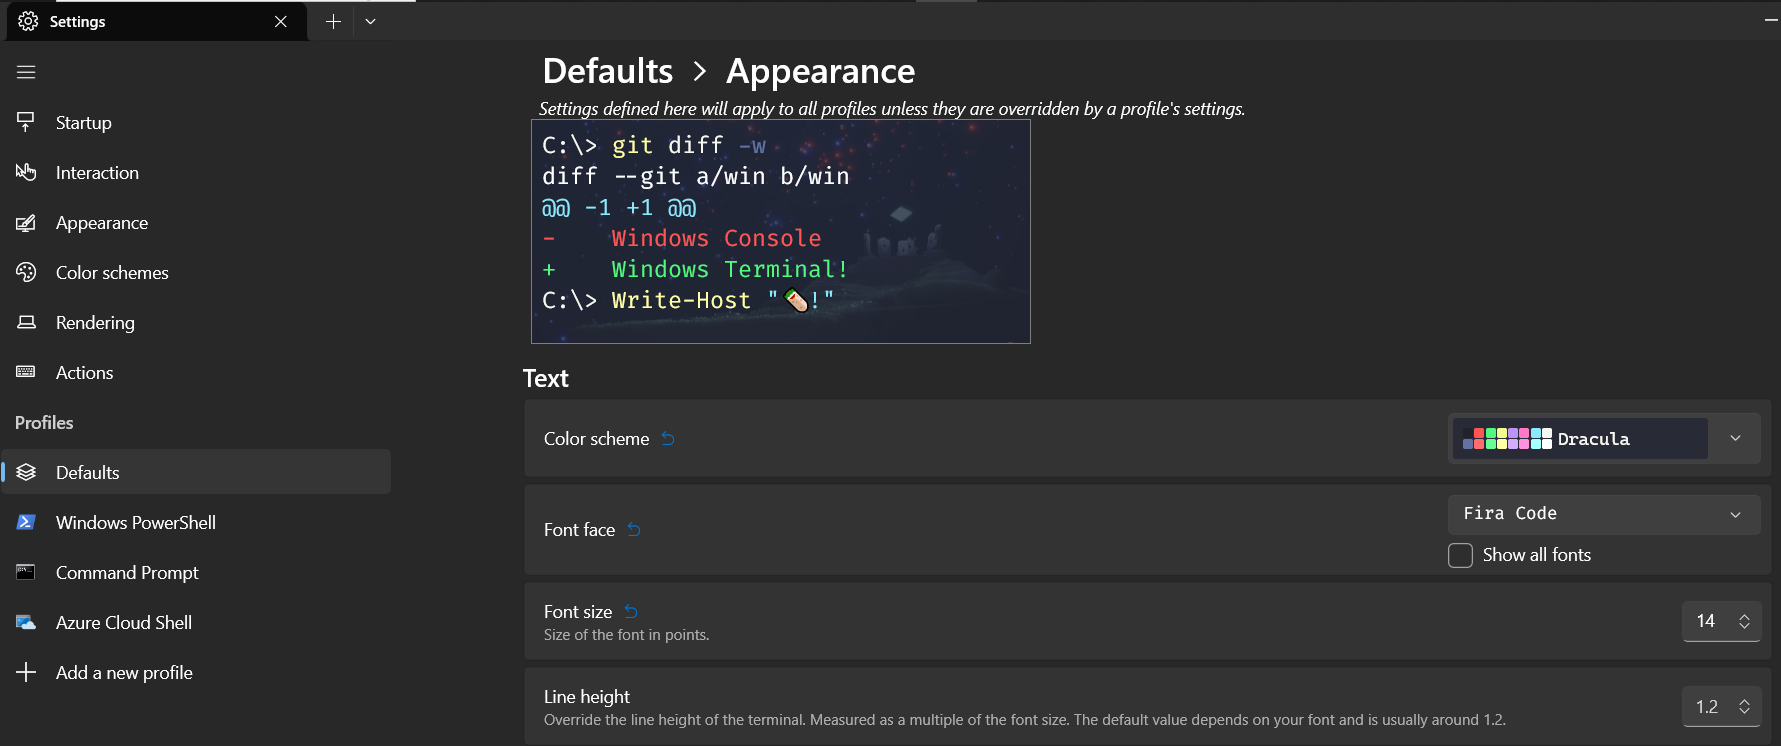 Settings
Startup
Interaction
Appearance
Color schemes
Rendering
Actions
Profiles
Defaults
Windows PowerShell
Command Prompt
Azure Cloud Shell
Add a new profile
Defaults > Appearance
Settings defined here will apply to all profiles unless they are overridden by a profile's settings.
C:\> git diff -w
diff --git a/win b/win
@@ -1 +1 @@
-    Windows Console
+    Windows Terminal!
C:\> Write-Host "🌯!"
Text
Color scheme
Dracula
Font face
Fira Code
Show all fonts
Font size
Size of the font in points.
14
Line height
Override the line height of the terminal. Measured as a multiple of the font size. The default value depends on your font and is usually around 1.2.
1.2